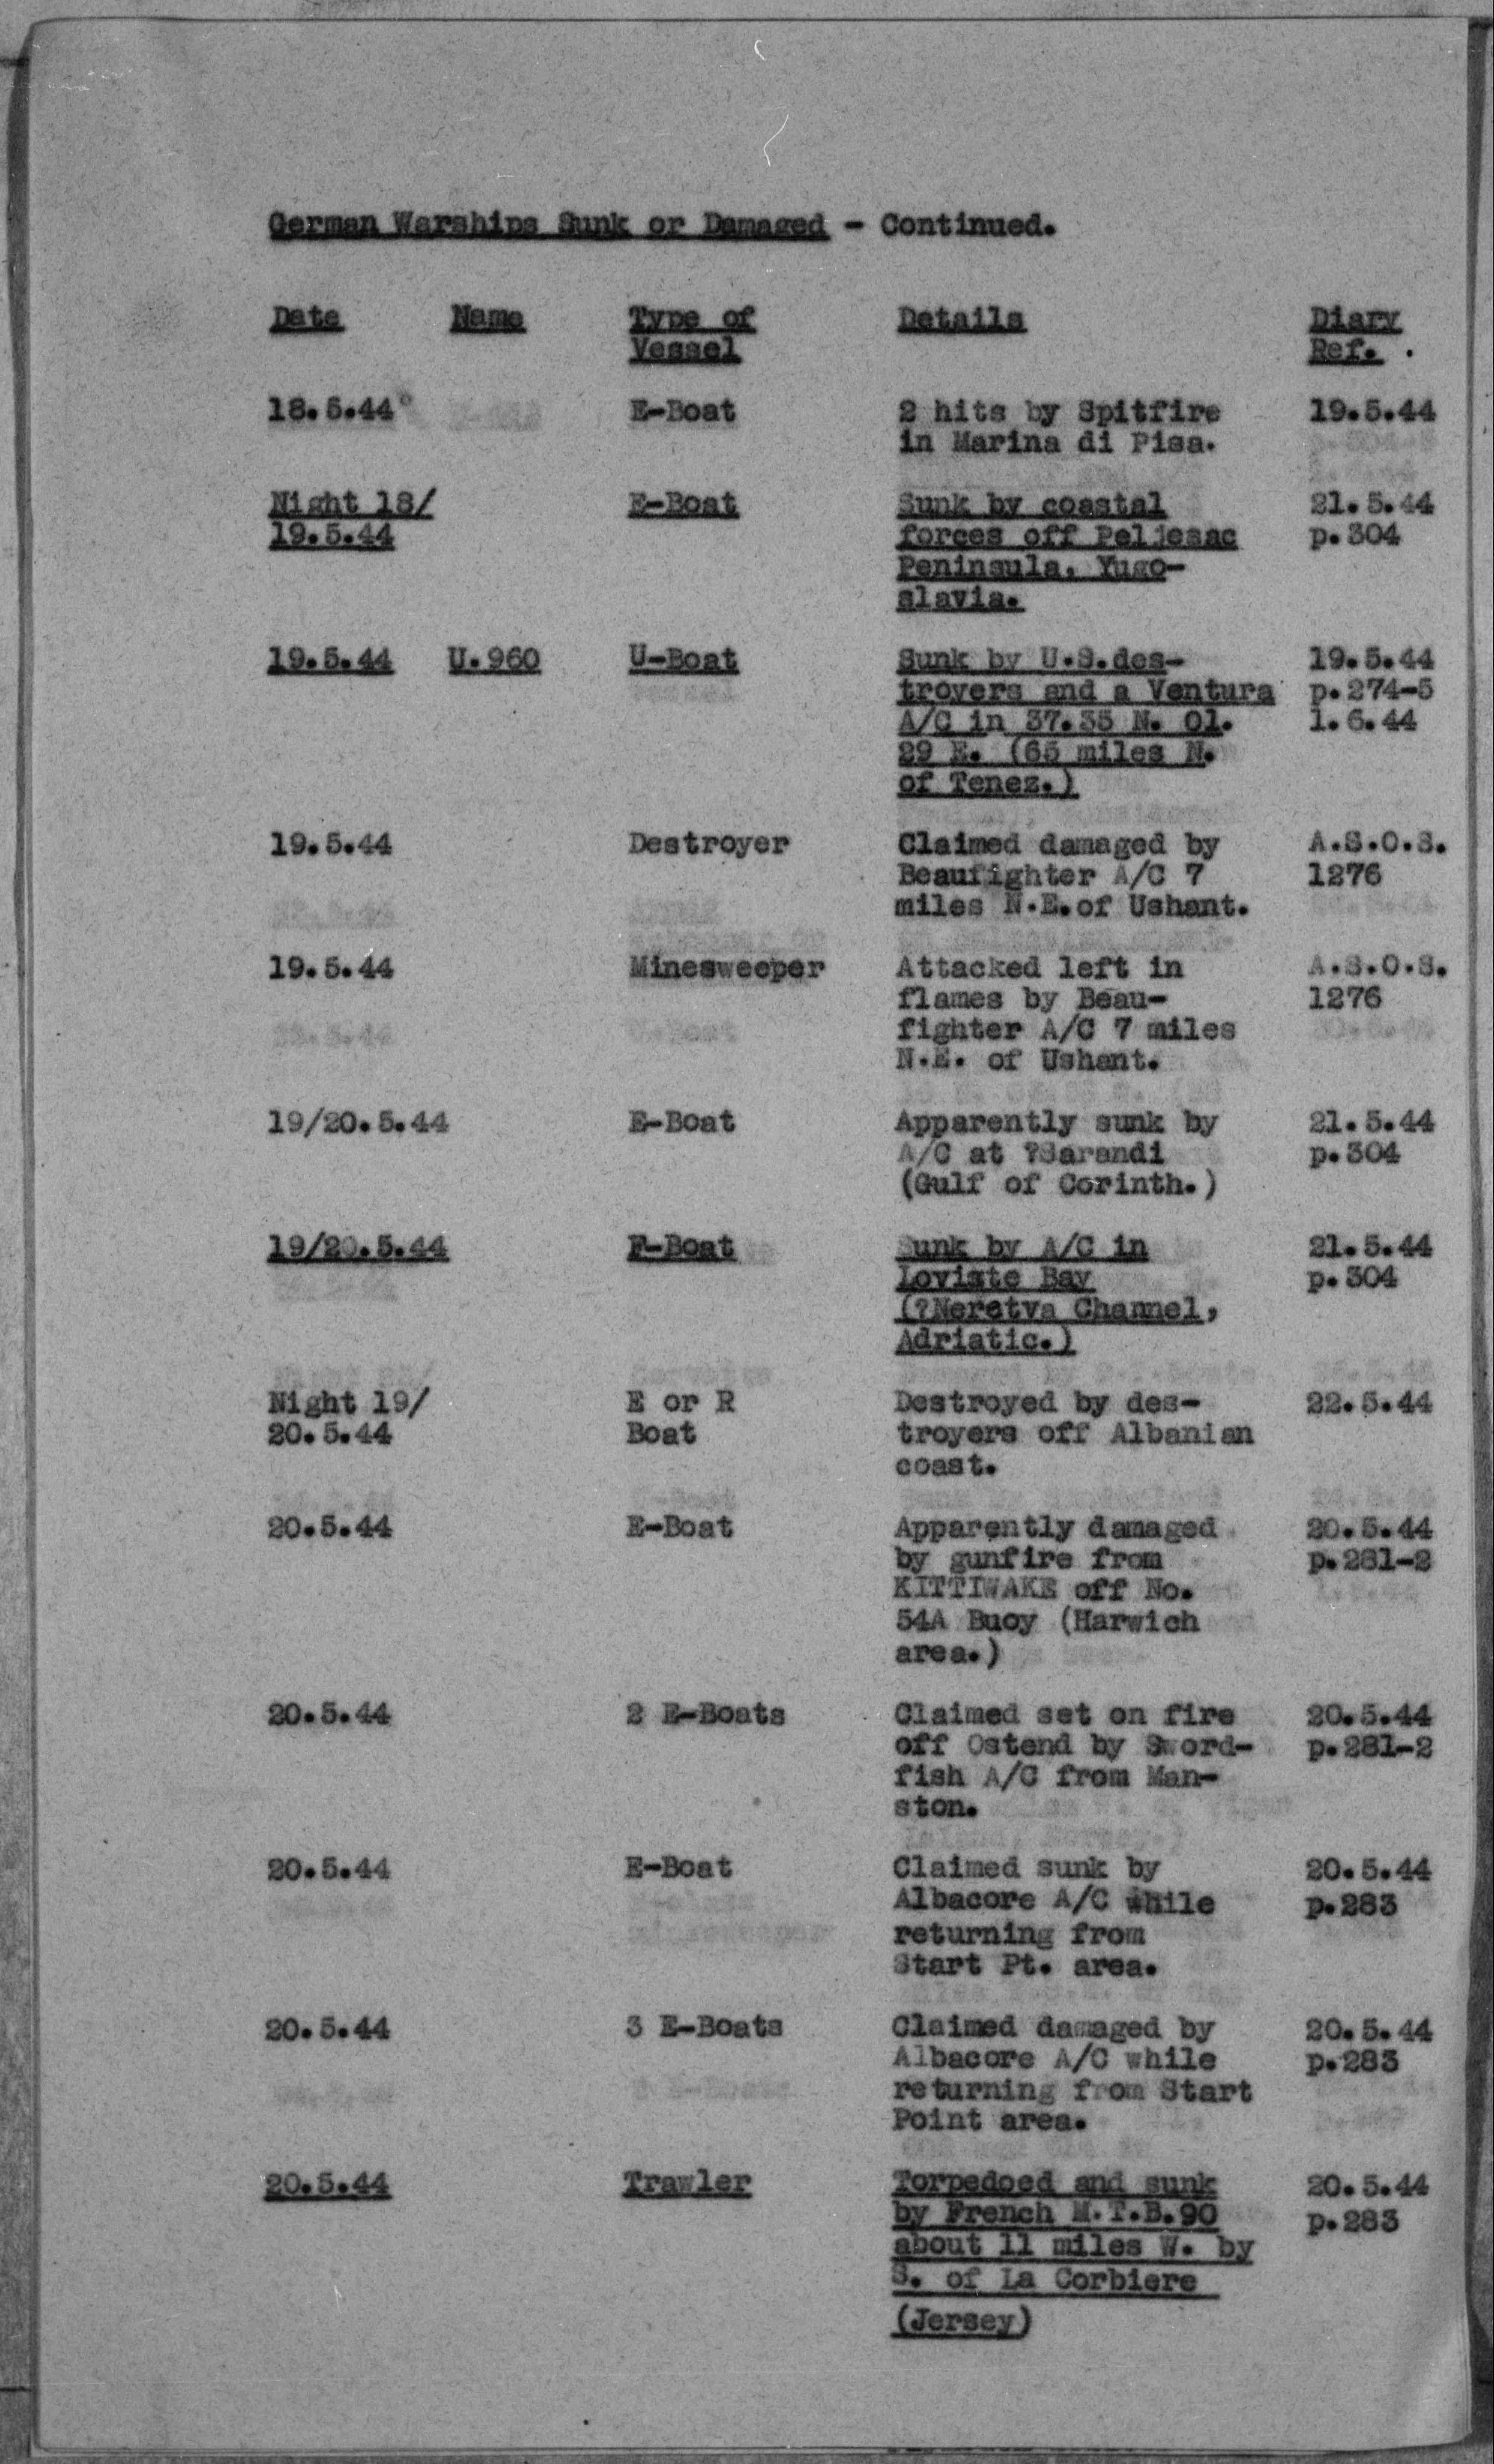 German Warships Sunk or Damaged - Continued.
Date Name Type of Vessel Details Diary Ref.
18.5.44 E-Boat 2 hits by Spitfire 19.5.44
in Marina di Pisa.
Night 18/ E-Boat Sunk by coastal 21.5.44
19.5.44 forces off Peljesac p.304
Peninsula, Yugo-
slavia.
19.5.44 U.960 U-Boat Sunk by U.S.des- 19.5.44
troyers and a Ventura p.274-5
A/C in 37.35 N. 01. 1.6.44
29 E. (65 miles N.
of Tenez.)
19.5.44 Destroyer Claimed damaged by A.S.O.S.
Beaufighter A/C 7 1276
miles N.E.of Ushant.
19.5.44 Minesweeper Attacked left in A.S.O.S.
flames by Beau- 1276
fighter A/C 7 miles
N.E. of Ushant.
19/20.5.44 E-Boat Apparently sunk by 21.5.44
A/C at ?Sarandi p.304
(Gulf of Corinth.)
19/20.5.44 F-Boat Sunk by A/C in 21.5.44
Loviste Bay p.304
(?Neretva Channel,
Adriatic.)
Night 19/ E or R Destroyed by des- 22.5.44
20.5.44 Boat troyers off Albanian
coast.
20.5.44 E-Boat Apparently damaged 20.5.44
by gunfire from p.281-2
KITTIWAKE off No.
54A Buoy (Harwich
area.)
20.5.44 2 E-Boats Claimed set on fire 20.5.44
off Ostend by Sword- p.281-2
fish A/C from Man-
ston.
20.5.44 E-Boat Claimed sunk by 20.5.44
Albacore A/C while p.283
returning from
Start Pt. area.
20.5.44 3 E-Boats Claimed damaged by 20.5.44
Albacore A/C while p.283
returning from Start
Point area.
20.5.44 Trawler Torpedoed and sunk 20.5.44
by French M.T.B.90 p.283
about 11 miles W. by
S. of La Corbiere
(Jersey)